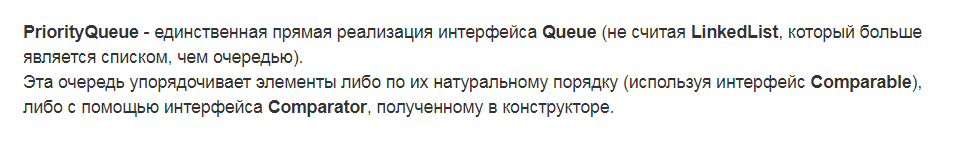 PriorityQueue - единственная прямая реализация интерфейса Queue (не считая LinkedList, который больше
является списком, чем очередью).
Эта очередь упорядочивает элементы либо по их натуральному порядку (используя интерфейс Comparable),
либо с помощью интерфейса Comparator, полученному в конструкторе.